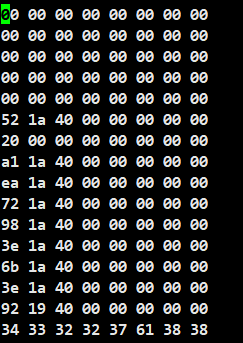 00 00 00 00 00 00 00 00
00 00 00 00 00 00 00 00
00 00 00 00 00 00 00 00
00 00 00 00 00 00 00 00
00 00 00 00 00 00 00 00
52 1a 40 00 00 00 00 00
20 00 00 00 00 00 00 00
a1 1a 40 00 00 00 00 00
ea 1a 40 00 00 00 00 00
72 1a 40 00 00 00 00 00
98 1a 40 00 00 00 00 00
3e 1a 40 00 00 00 00 00
6b 1a 40 00 00 00 00 00
3e 1a 40 00 00 00 00 00
92 19 40 00 00 00 00 00
34 33 32 32 37 61 38 38